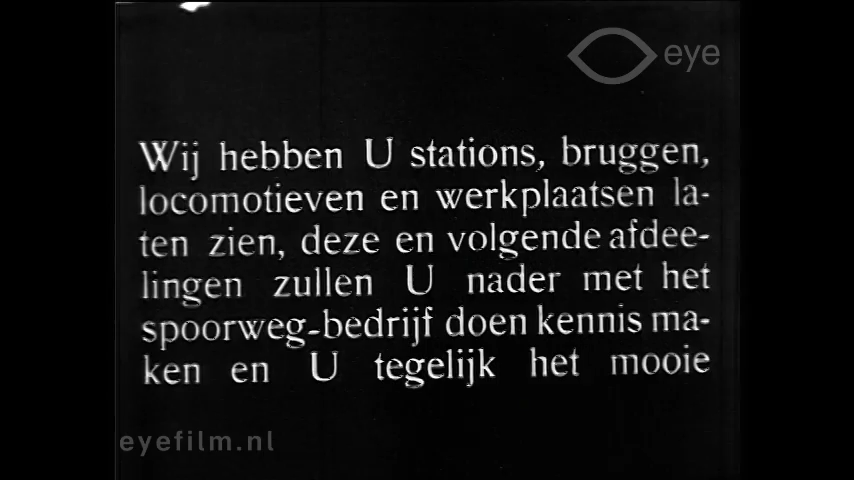 eye
Wij hebben U stations, bruggen,
locomotieven en werkplaatsen la-
ten zien, deze en volgende afdee-
lingen zullen U nader met het
spoorweg-bedrijf doen kennis ma-
ken en U tegelijk het mooie
eyefilm.nl